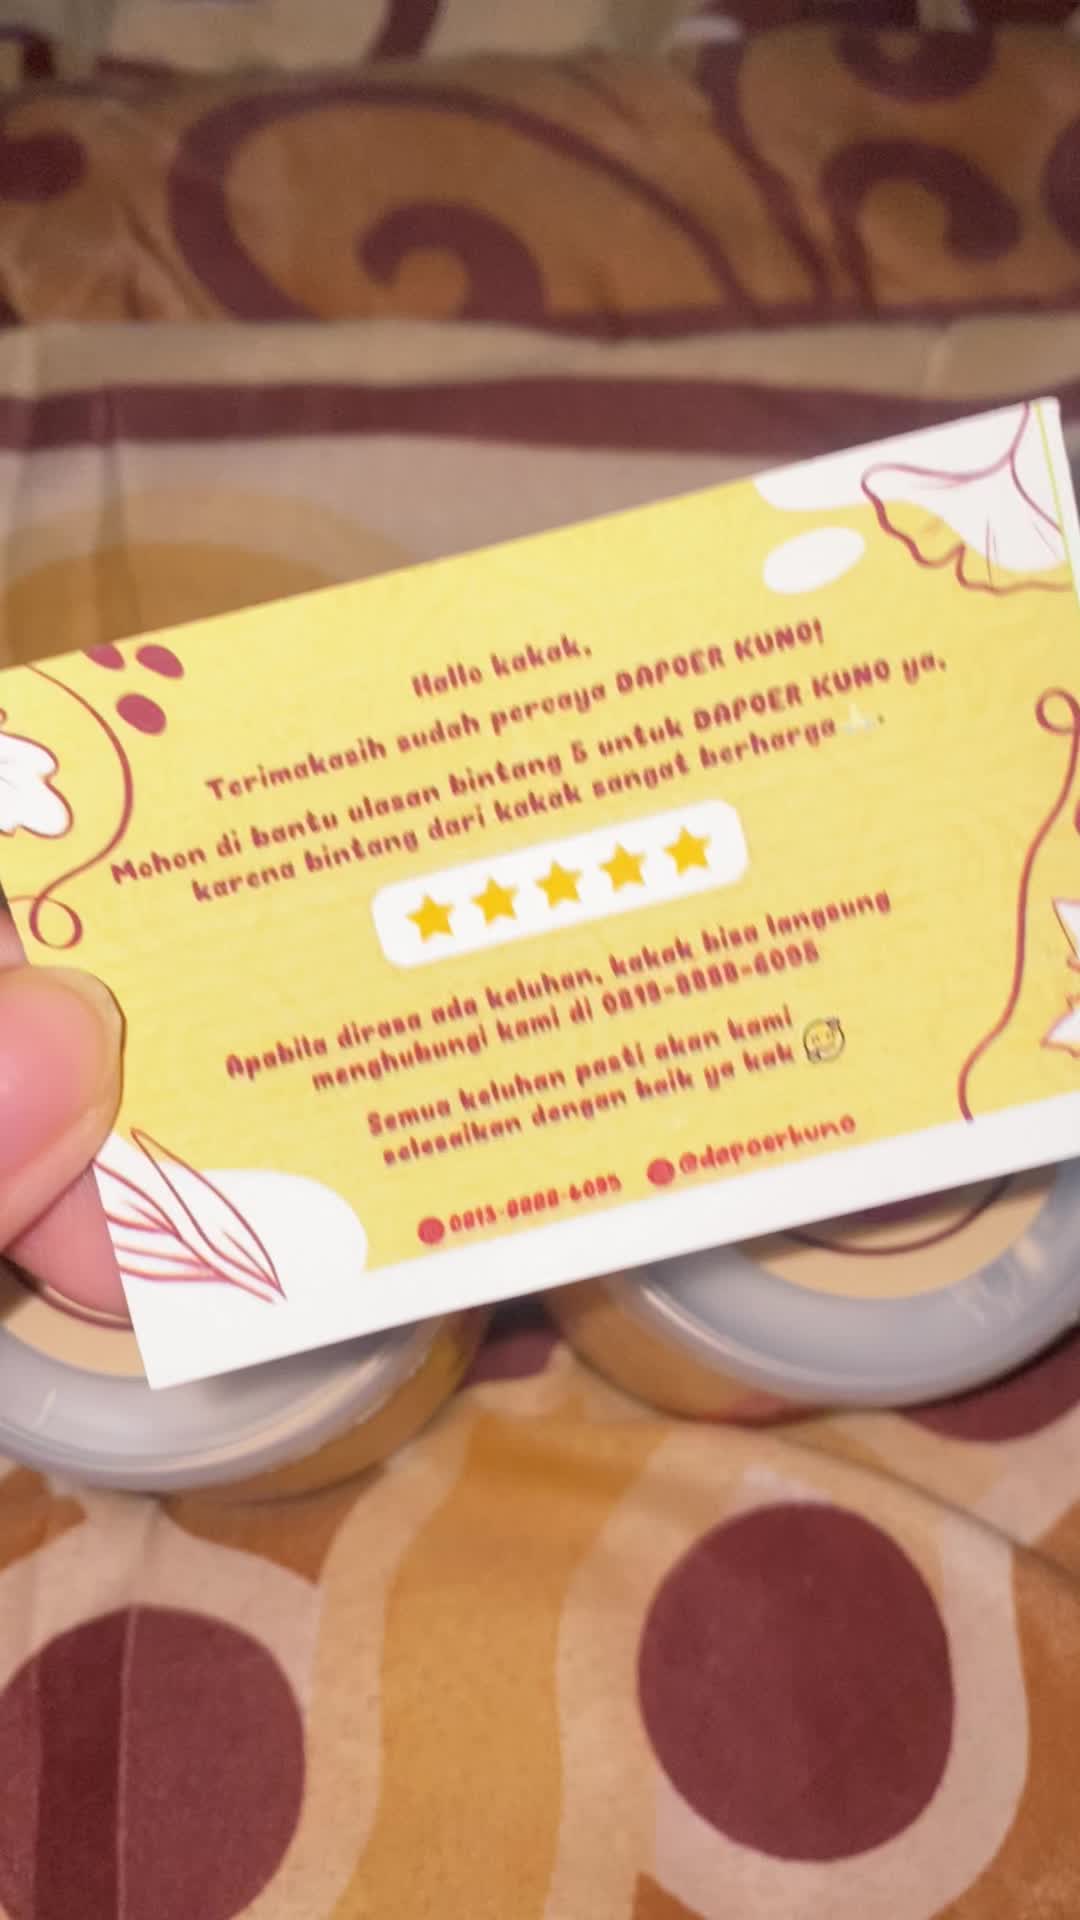 Hallo kakak,
Terimakasih sudah percaya DAPOER KUNO!
Mohon di bantu ulasan bintang 5 untuk DAPOER KUNO ya,
karena bintang dari kakak sangat berharga 🙏.
Apabila dirasa ada keluhan, kakak bisa langsung
menghubungi kami di 0813-8888-6095
Semua keluhan pasti akan kami
selesaikan dengan baik ya kak
0813-8888-6095 @dapoerkuno